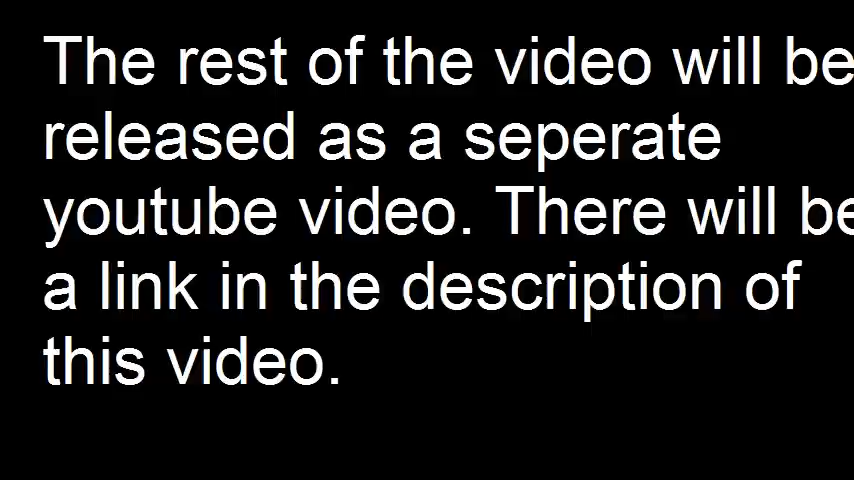 The rest of the video will be
released as a seperate
youtube video. There will be
a link in the description of
this video.